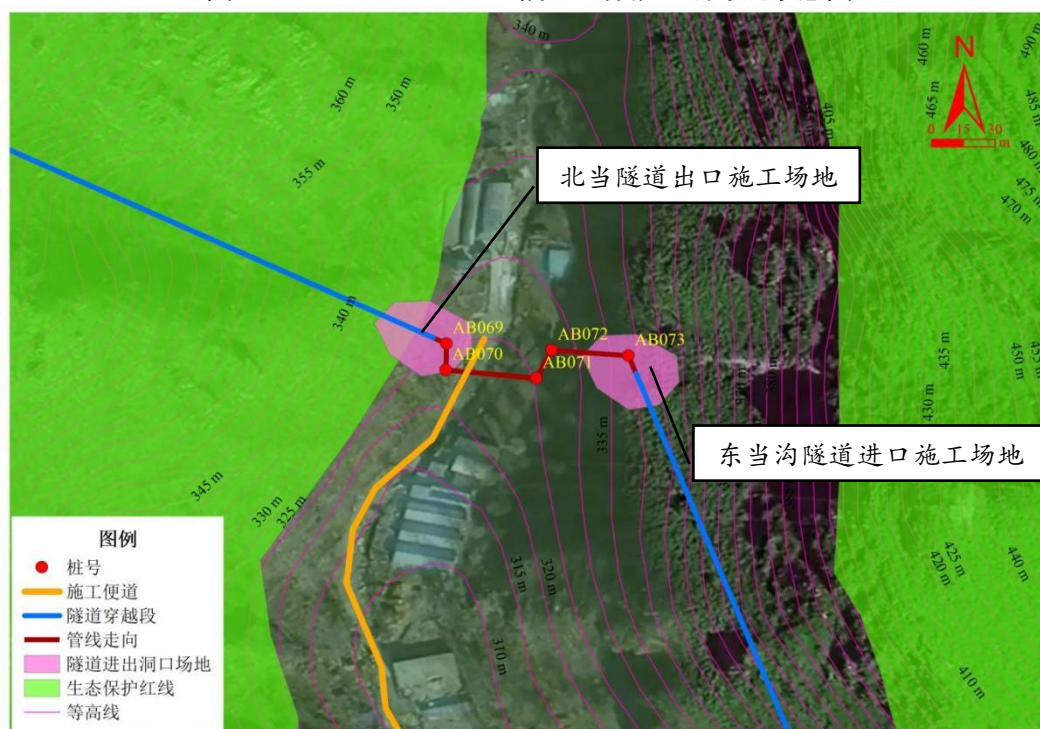 340 m
N
0 15 30
m
360 m
350 m
355 m
340 m
345 m
330 m
325 m
北当隧道出口施工场地
AB069
AB070
AB072
AB071
AB073
335 m
320 m
315 m
310 m
东当沟隧道进口施工场地
460 m
465 m
405 m
490 m
485 m
480 m
475 m
470 m
435 m
450 m
455 m
430 m
380 m
425 m
420 m
440 m
410 m
图例
桩号
施工便道
隧道穿越段
管线走向
隧道进出洞口场地
生态保护红线
等高线